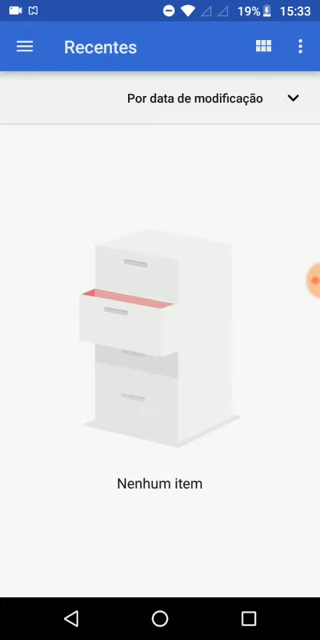 19% 15:33
Recentes
Por data de modificação
Nenhum item